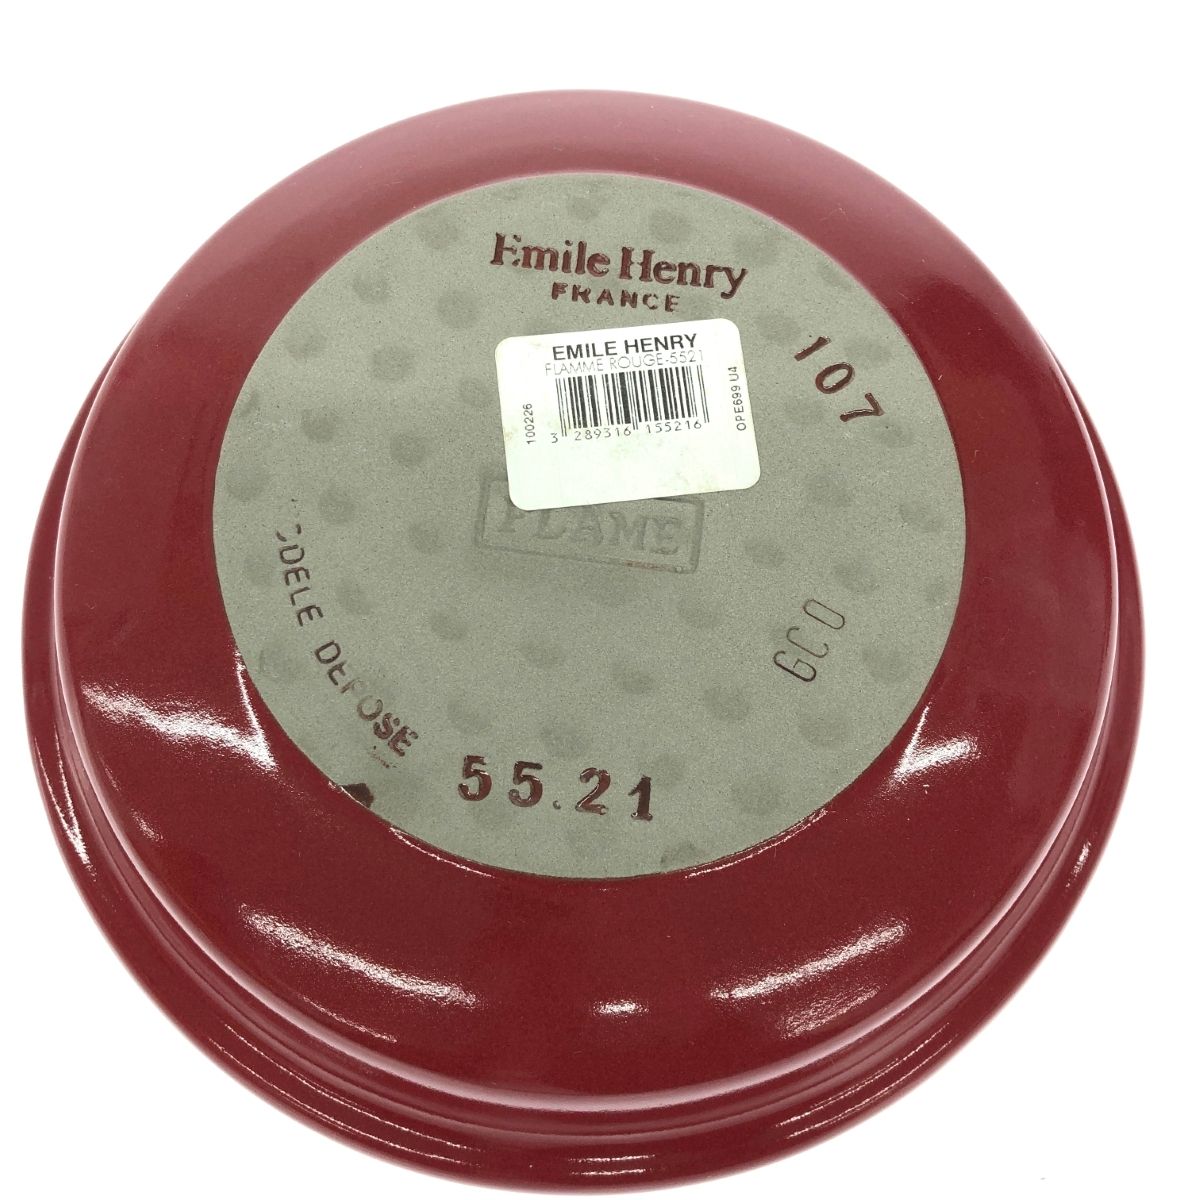 Emile Henry
FRANCE
EMILE HENRY
FLAMME ROUGE-5521
100226
3 289316 155216
OPE699 U4
107
FLAME
GCO
ODELE DEPOSE
55.21